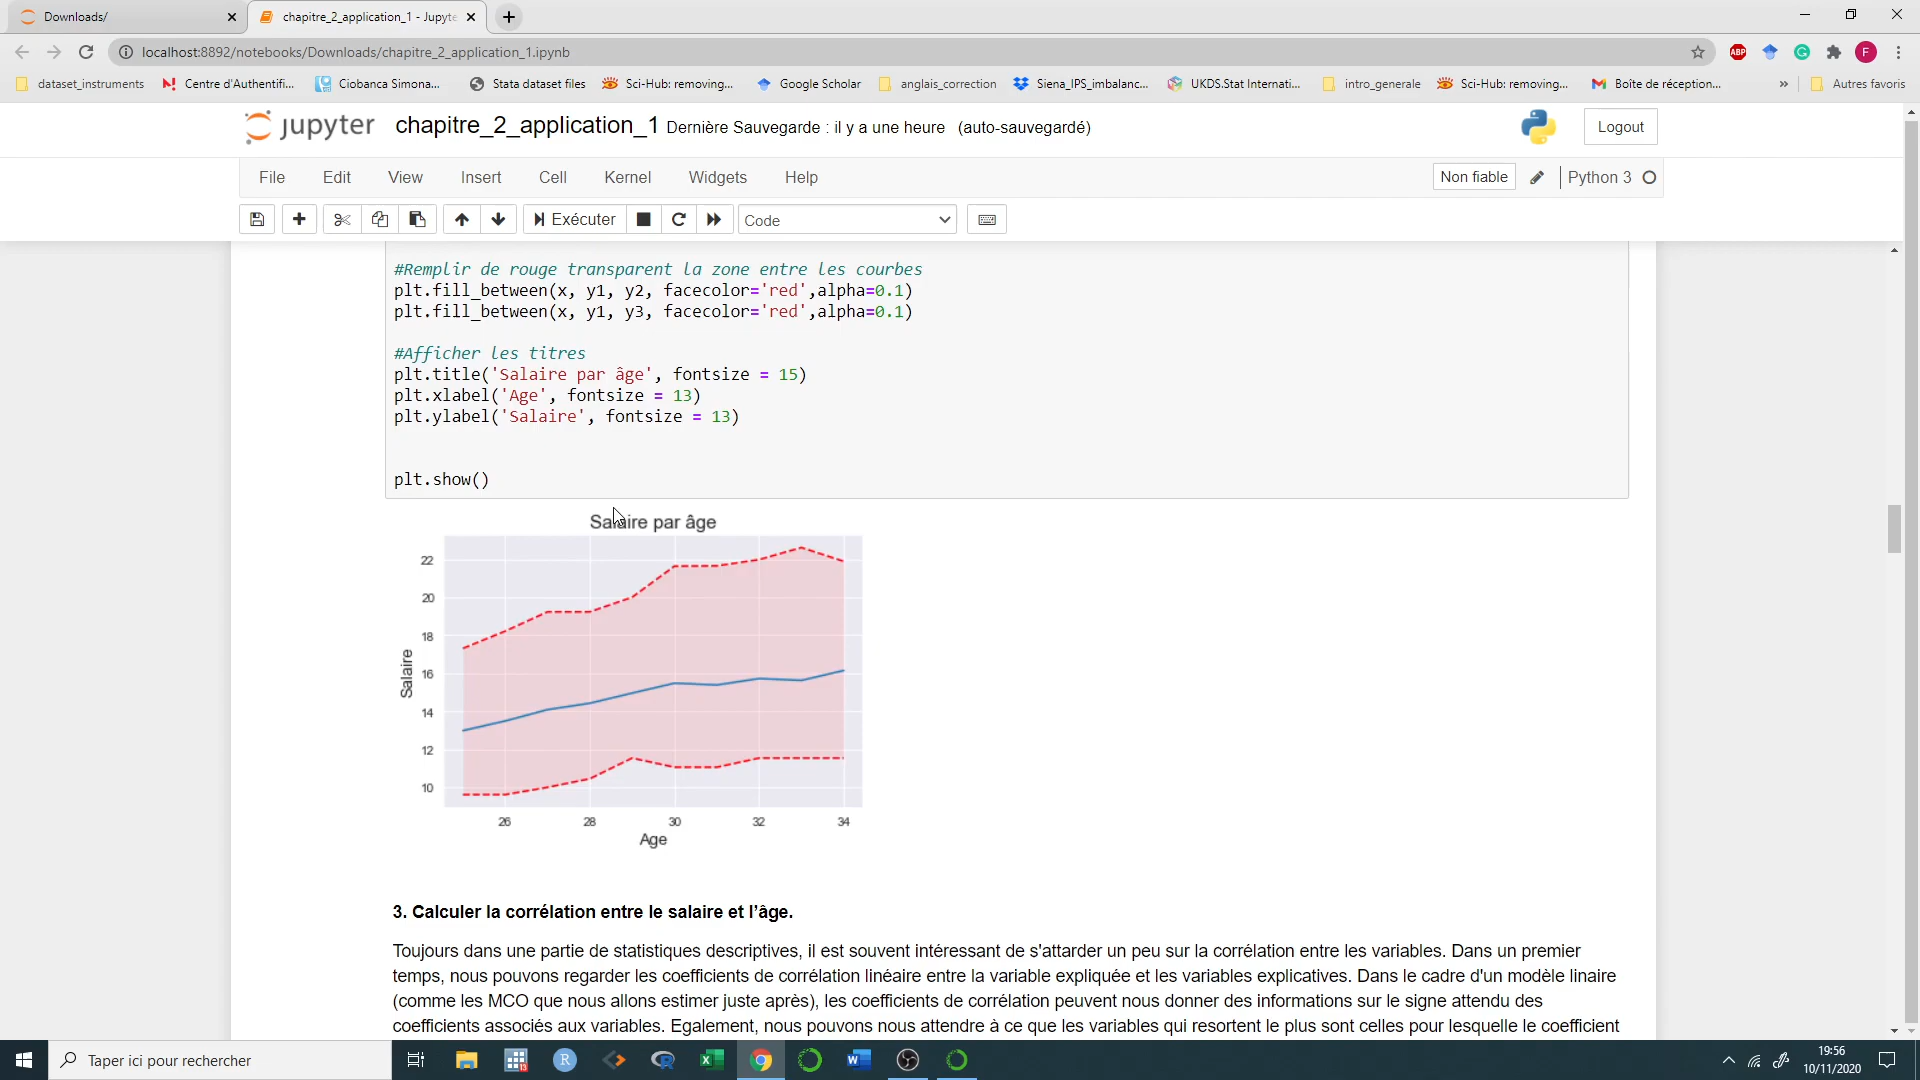 Downloads/
chapitre_2_application_1 - Jupyte
localhost:8892/notebooks/Downloads/chapitre_2_application_1.ipynb
ABP
F
dataset_instruments
Centre d'Authentifi...
Ciobanca Simona...
Stata dataset files
Sci-Hub: removing...
Google Scholar
anglais_correction
Siena_IPS_imbalanc...
UKDS.Stat Internati...
intro_generale
Sci-Hub: removing...
Boîte de réception...
»
Autres favoris
jupyter chapitre_2_application_1 Dernière Sauvegarde : il y a une heure (auto-sauvegardé)
Logout
File Edit View Insert Cell Kernel Widgets Help
Non fiable
Python 3
Exécuter
Code
#Remplir de rouge transparent la zone entre les courbes
plt.fill_between(x, y1, y2, facecolor='red',alpha=0.1)
plt.fill_between(x, y1, y3, facecolor='red',alpha=0.1)
#Afficher les titres
plt.title('Salaire par âge', fontsize = 15)
plt.xlabel('Age', fontsize = 13)
plt.ylabel('Salaire', fontsize = 13)
plt.show()
Salaire par âge
22
20
18
16
14
12
10
Salaire
26 28 30 32 34
Age
3. Calculer la corrélation entre le salaire et l'âge.
Toujours dans une partie de statistiques descriptives, il est souvent intéressant de s'attarder un peu sur la corrélation entre les variables. Dans un premier
temps, nous pouvons regarder les coefficients de corrélation linéaire entre la variable expliquée et les variables explicatives. Dans le cadre d'un modèle linaire
(comme les MCO que nous allons estimer juste après), les coefficients de corrélation peuvent nous donner des informations sur le signe attendu des
coefficients associés aux variables. Egalement, nous pouvons nous attendre à ce que les variables qui resortent le plus sont celles pour lesquelle le coefficient
Taper ici pour rechercher
19:56
10/11/2020